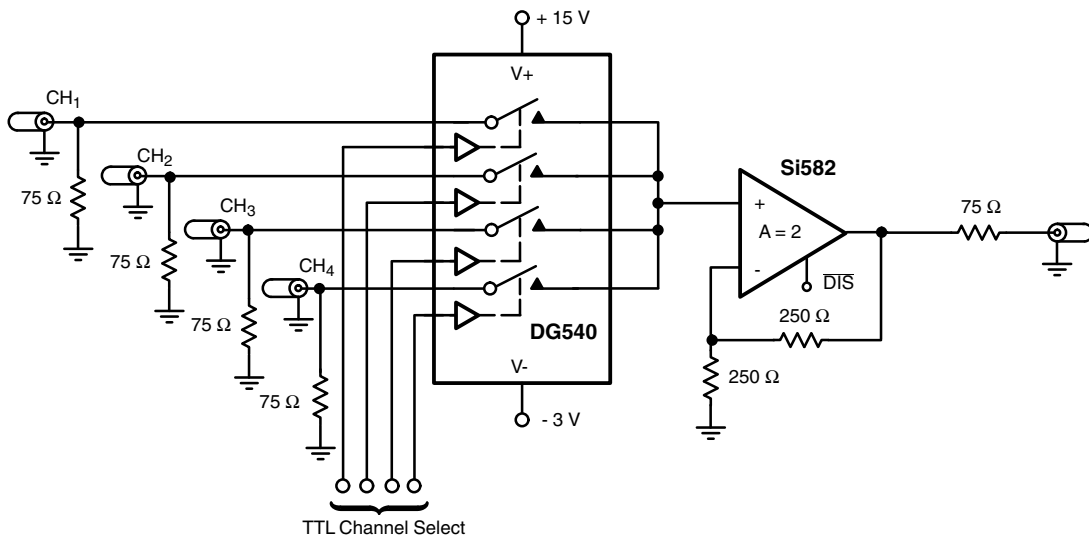 + 15 V
V+
CH1
75 Ω
CH2
75 Ω
CH3
75 Ω
CH4
75 Ω
DG540
V-
- 3 V
TTL Channel Select
Si582
+
A = 2
-
DIS
75 Ω
250 Ω
250 Ω